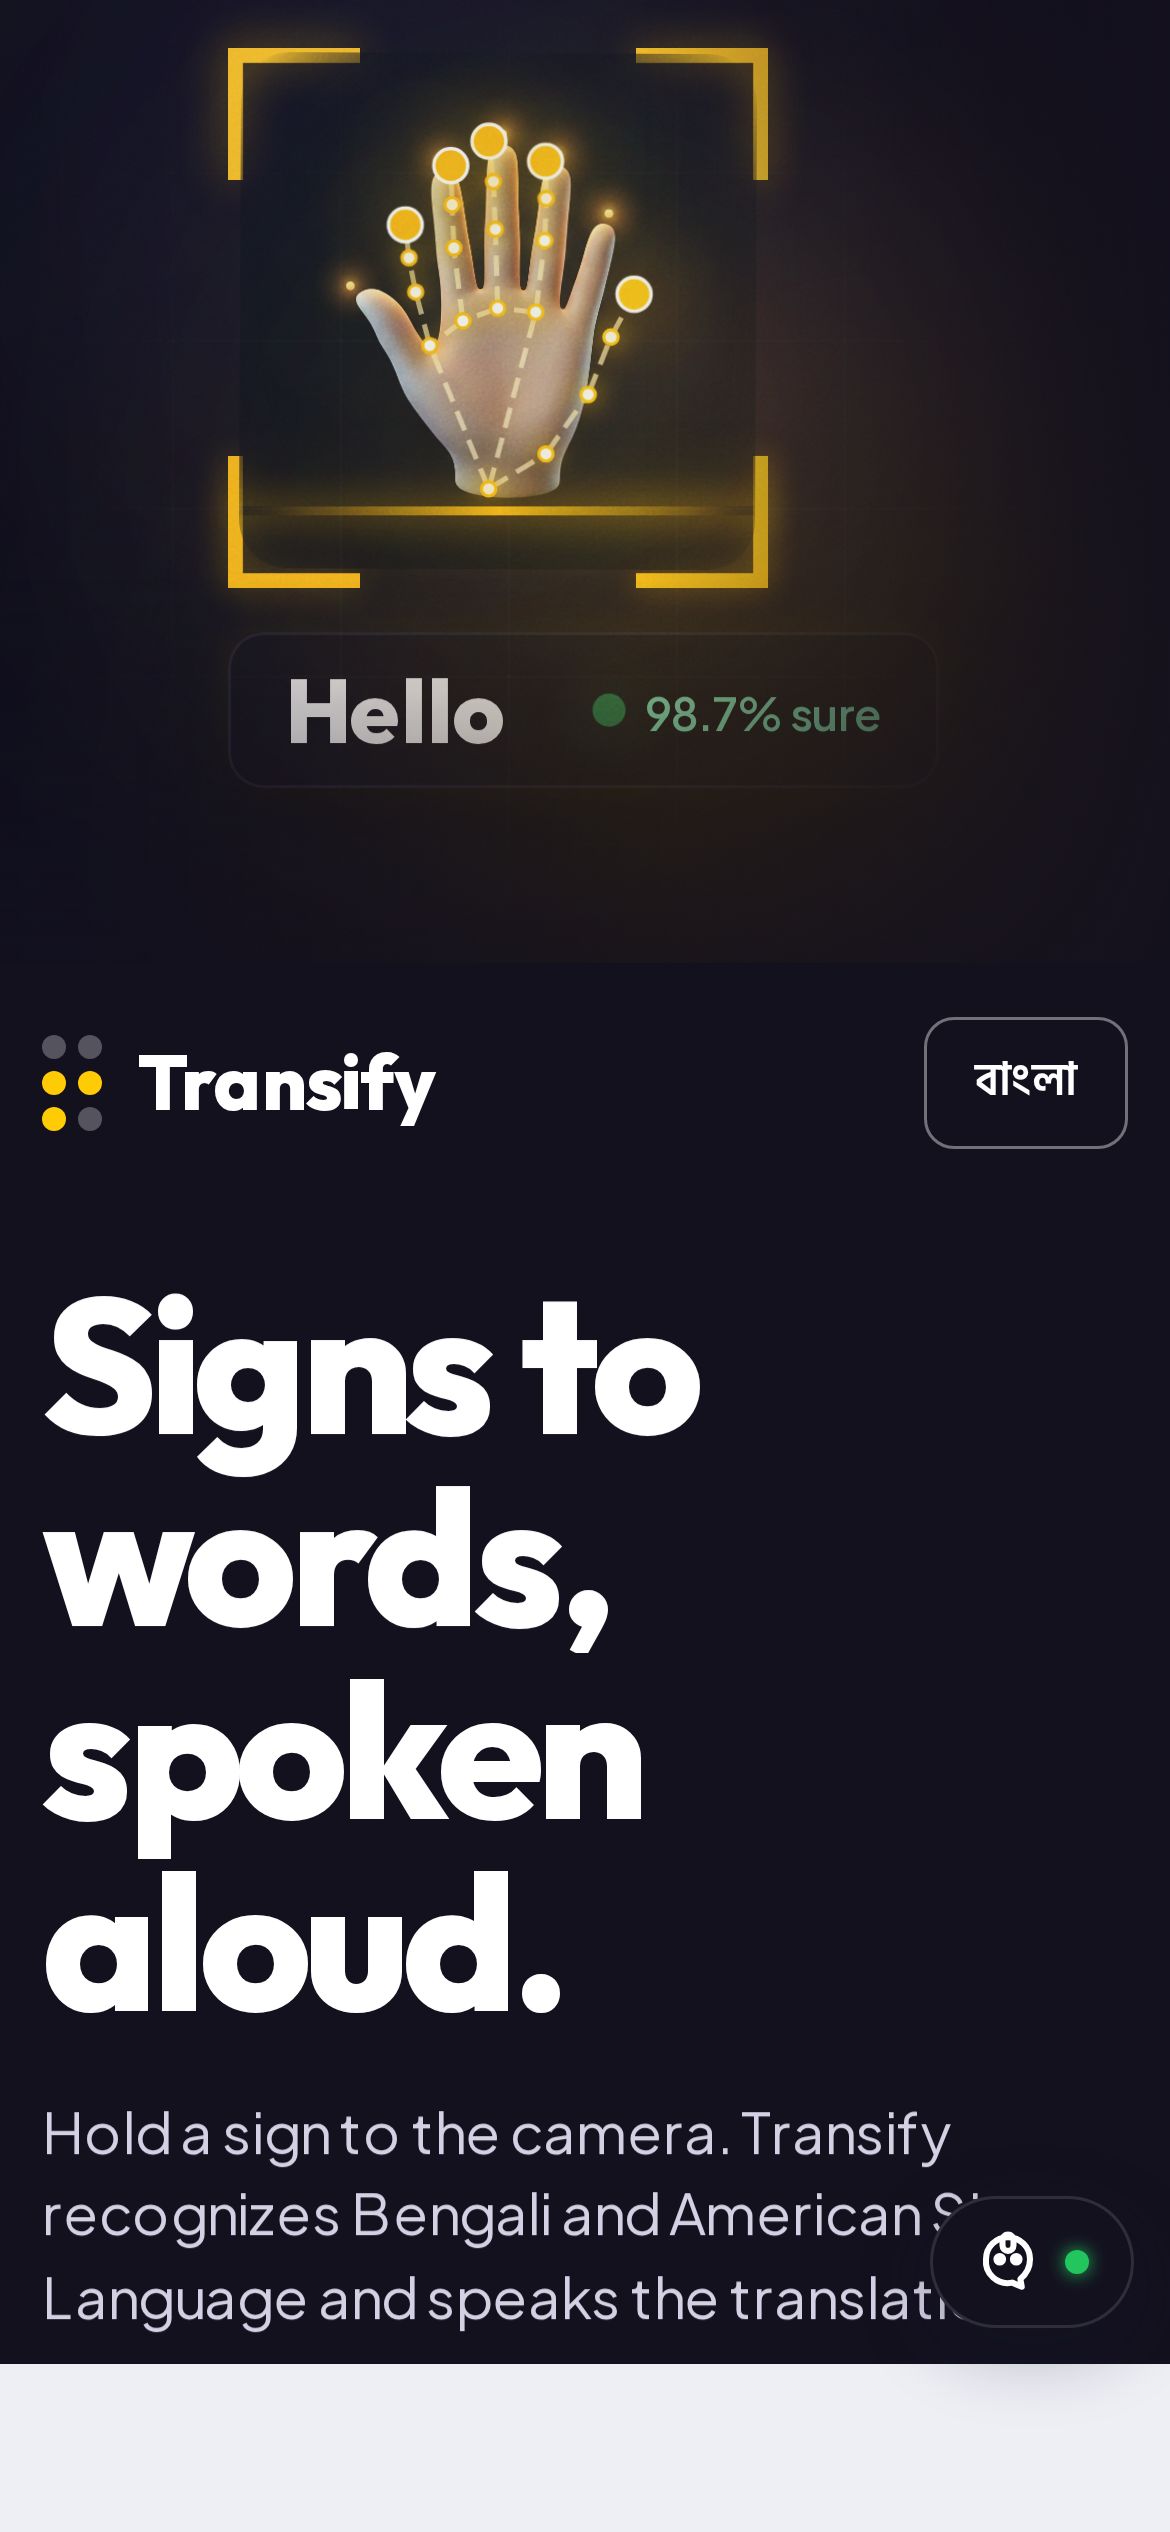 Hello
98.7% sure
Transify
বাংলা
Signs to
words,
spoken
aloud.
Hold a sign to the camera. Transify
recognizes Bengali and American
Language and speaks the